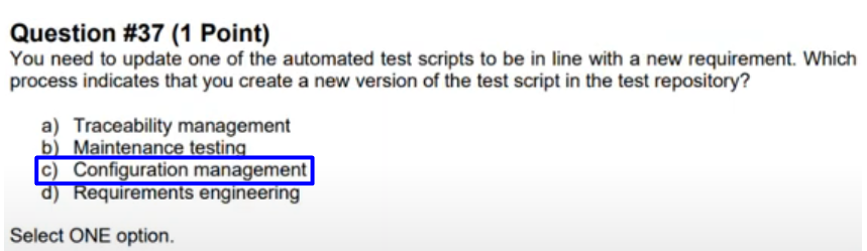 Question #37 (1 Point)
You need to update one of the automated test scripts to be in line with a new requirement. Which
process indicates that you create a new version of the test script in the test repository?
a) Traceability management
b) Maintenance testing
c) Configuration management
d) Requirements engineering
Select ONE option.